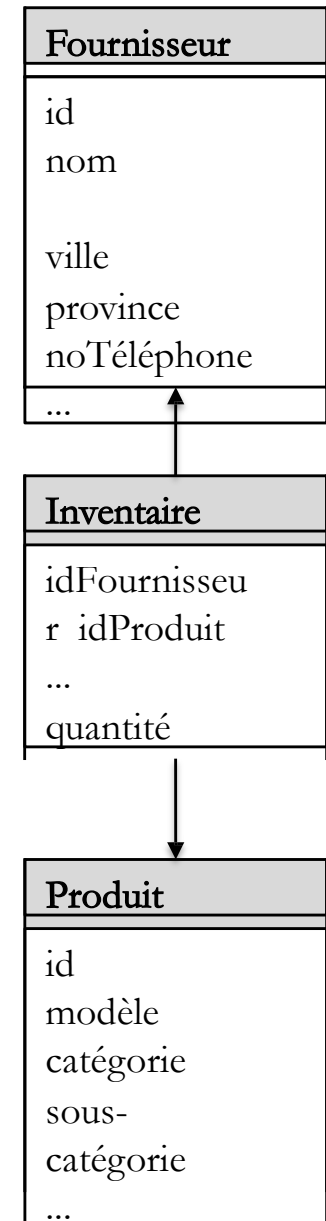 Fournisseur
id
nom
ville
province
noTéléphone
...
Inventaire
idFournisseu
r idProduit
...
quantité
Produit
id
modèle
catégorie
sous-
catégorie
...